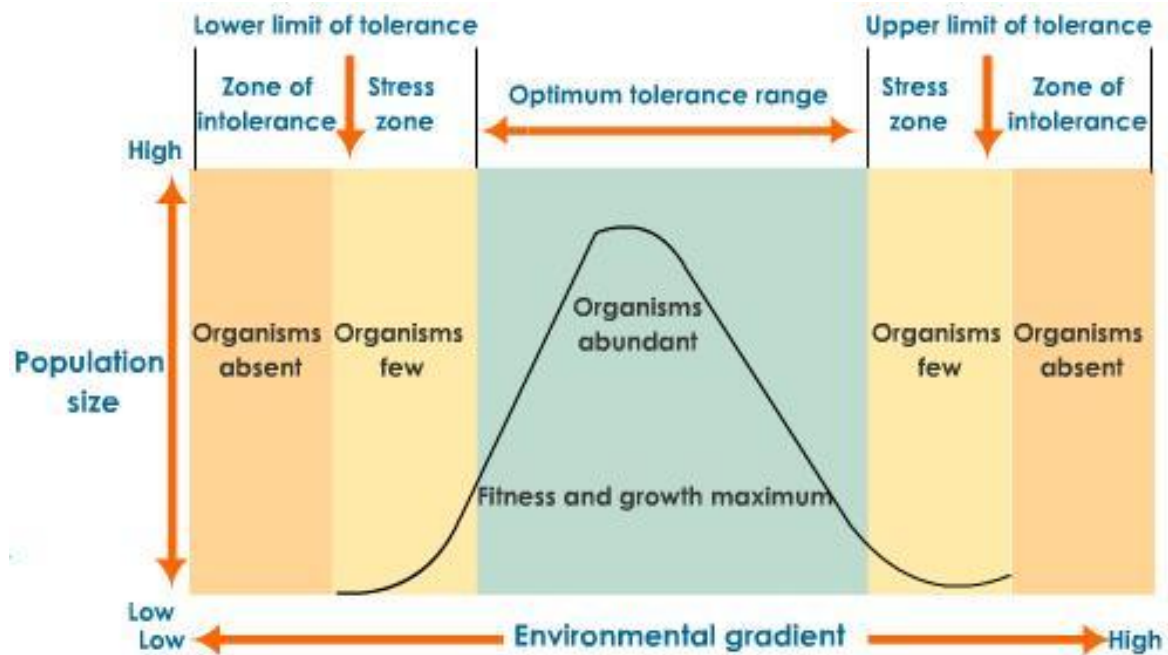 Lower limit of tolerance
Upper limit of tolerance
Zone of
intolerance
Stress
zone
Optimum tolerance range
Stress
zone
Zone of
intolerance
High
Population
size
Organisms
absent
Organisms
few
Organisms
abundant
Organisms
few
Organisms
absent
Fitness and growth maximum
Low
Low
Environmental gradient
High